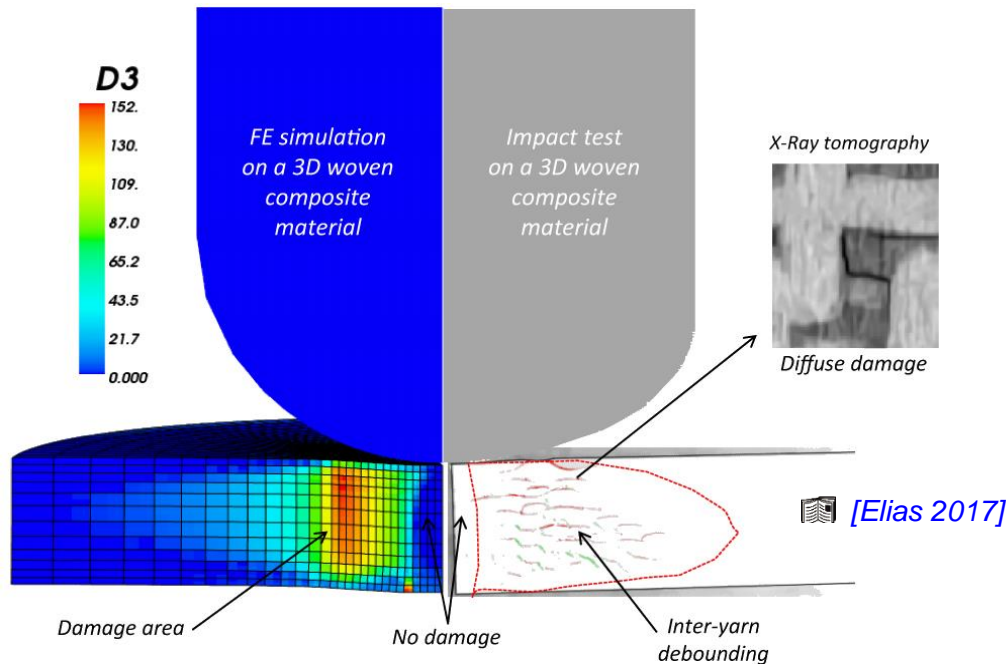 D3
152.
130.
109.
87.0
65.2
43.5
21.7
0.000
FE simulation
on a 3D woven
composite
material
Impact test
on a 3D woven
composite
material
X-Ray tomography
Diffuse damage
[Elias 2017]
Damage area
No damage
Inter-yarn
debounding